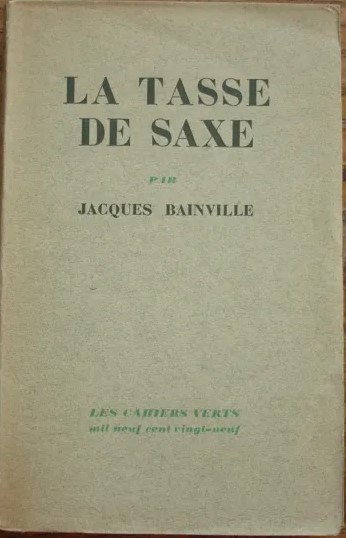 LA TASSE
DE SAXE
PAR
JACQUES BAINVILLE
LES CAHIERS VERTS
mil neuf cent vingt-neuf